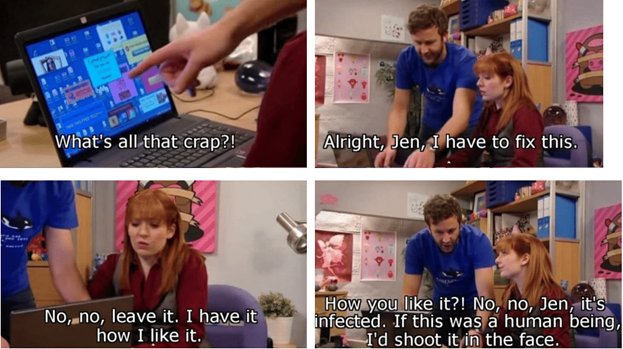 What's all that crap?!
Alright, Jen, I have to fix this.
No, no, leave it. I have it
how I like it.
How you like it?! No, no, Jen, it's
infected. If this was a human being,
I'd shoot it in the face.